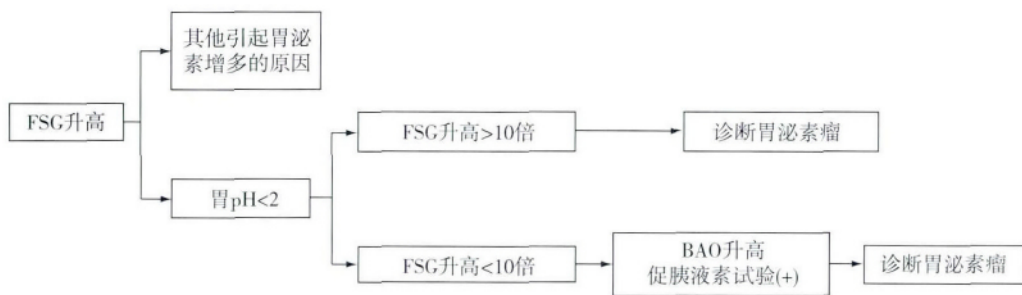 其他引起胃泌
素增多的原因
FSG升高
FSG升高>10倍
诊断胃泌素瘤
胃pH<2
FSG升高<10倍
BAO升高
促胰液素试验(+)
诊断胃泌素瘤